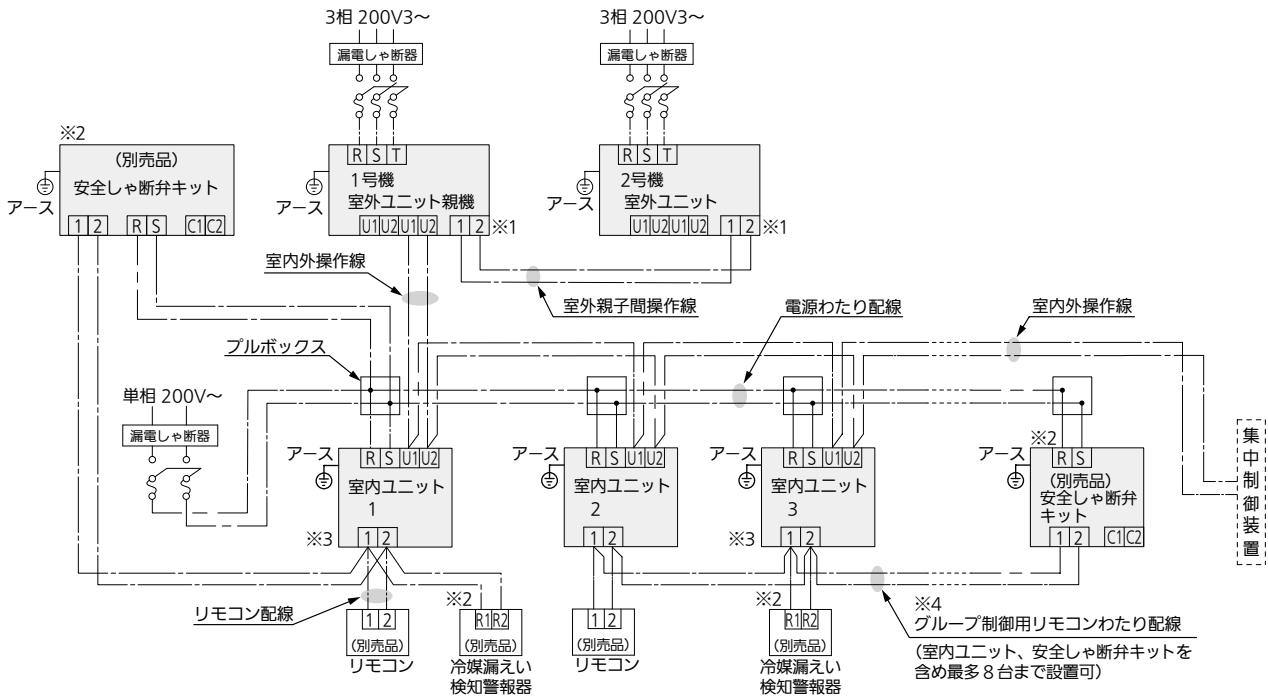 3相 200V3～
漏電しゃ断器
3相 200V3～
漏電しゃ断器
※2
(別売品)
安全しゃ断弁キット
アース
1 2 R S C1 C2
R S T
1号機
室外ユニット親機
アース
U1 U2 U1 U2 1 2 ※1
R S T
2号機
室外ユニット
アース
U1 U2 U1 U2 1 2 ※1
室内外操作線
室外親子間操作線
電源わたり配線
室内外操作線
プルボックス
単相 200V～
漏電しゃ断器
アース
R S U1 U2
室内ユニット
1
※3
1 2
アース
R S U1 U2
室内ユニット
2
1 2
アース
R S U1 U2
室内ユニット
3
※3
1 2
※2
アース
R S
(別売品)
安全しゃ断弁
キット
1 2 C1 C2
集中制御装置
リモコン配線
1 2
(別売品)
リモコン
※2
R1 R2
(別売品)
冷媒漏えい
検知警報器
1 2
(別売品)
リモコン
※2
R1 R2
(別売品)
冷媒漏えい
検知警報器
※4
グループ制御用リモコンわたり配線
(室内ユニット、安全しゃ断弁キットを
含め最多8台まで設置可)